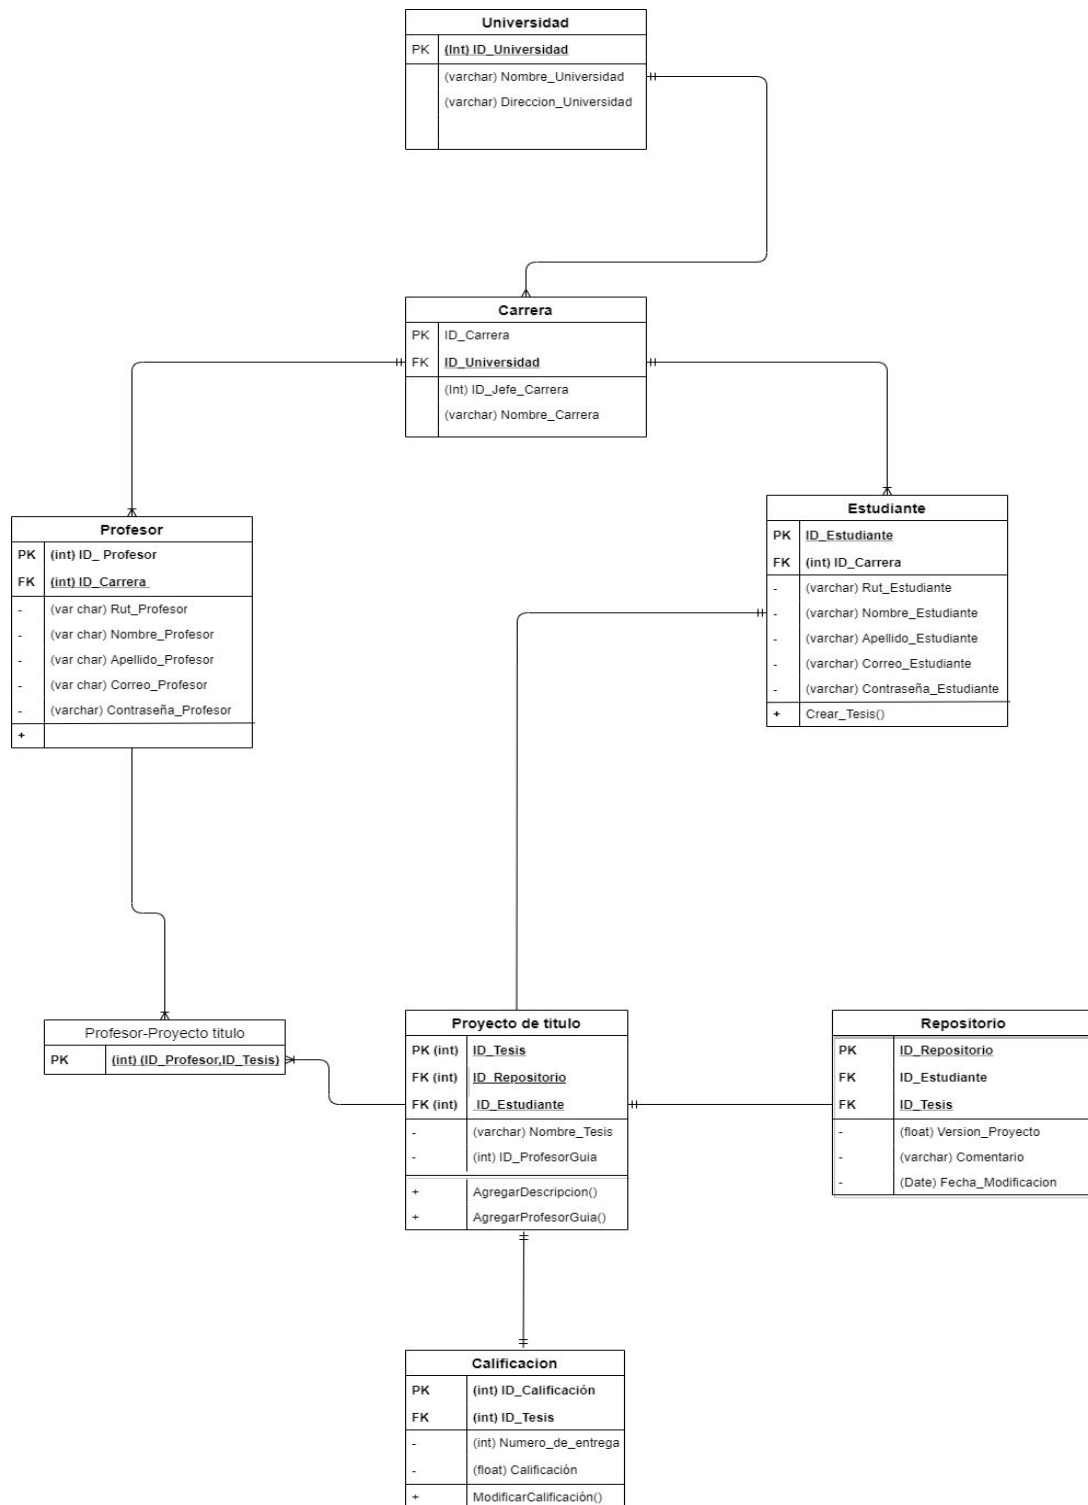 Universidad
PK (Int) ID_Universidad
(varchar) Nombre_Universidad
(varchar) Direccion_Universidad
Carrera
PK ID_Carrera
FK ID_Universidad
(Int) ID_Jefe_Carrera
(varchar) Nombre_Carrera
Profesor
PK (int) ID_ Profesor
FK (int) ID_Carrera
- (var char) Rut_Profesor
- (var char) Nombre_Profesor
- (var char) Apellido_Profesor
- (var char) Correo_Profesor
- (varchar) Contraseña_Profesor
+
Estudiante
PK ID_Estudiante
FK (int) ID_Carrera
- (varchar) Rut_Estudiante
- (varchar) Nombre_Estudiante
- (varchar) Apellido_Estudiante
- (varchar) Correo_Estudiante
- (varchar) Contraseña_Estudiante
+ Crear_Tesis()
Profesor-Proyecto titulo
PK (int) (ID_Profesor,ID_Tesis)
Proyecto de titulo
PK (int) ID_Tesis
FK (int) ID_Repositorio
FK (int) ID_Estudiante
- (varchar) Nombre_Tesis
- (int) ID_ProfesorGuia
+ AgregarDescripcion()
+ AgregarProfesorGuia()
Repositorio
PK ID_Repositorio
FK ID_Estudiante
FK ID_Tesis
- (float) Version_Proyecto
- (varchar) Comentario
- (Date) Fecha_Modificacion
Calificacion
PK (int) ID_Calificación
FK (int) ID_Tesis
- (int) Numero_de_entrega
- (float) Calificación
+ ModificarCalificación()